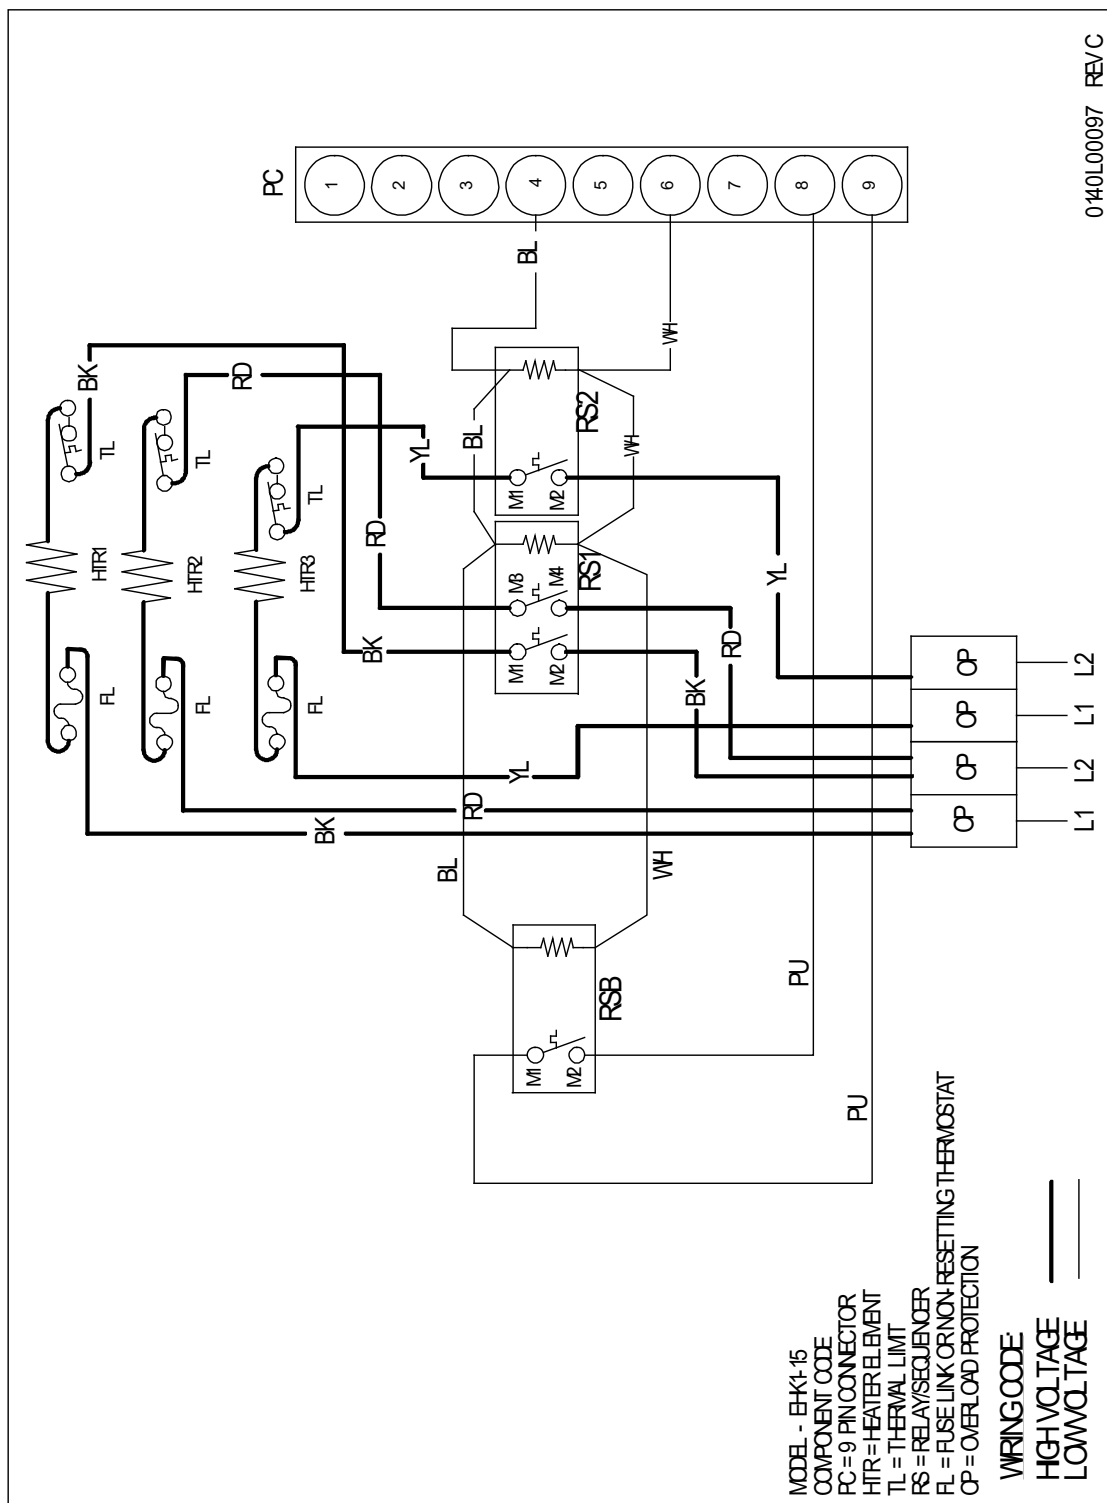 0140L00097 REV C
PC
1
2
3
4
5
6
7
8
9
BL
WH
BK
RD
YL
TL
TL
TL
HTR1
HTR2
HTR3
FL
FL
FL
RS2
M1
M2
BL
WH
RD
BK
RS1
M3
M4
M1
M2
YL
RD
BK
YL
RD
BK
OP
OP
OP
OP
L2
L1
L2
L1
BL
WH
RSB
M1
M2
PU
PU
MODEL - EHK1-15
COMPONENT CODE
PC = 9 PIN CONNECTOR
HTR = HEATER ELEMENT
TL = THERMAL LIMIT
RS = RELAY/SEQUENCER
FL = FUSE LINK OR NON-RESETTING THERMOSTAT
OP = OVERLOAD PROTECTION
WIRING CODE:
HIGH VOLTAGE
LOW VOLTAGE